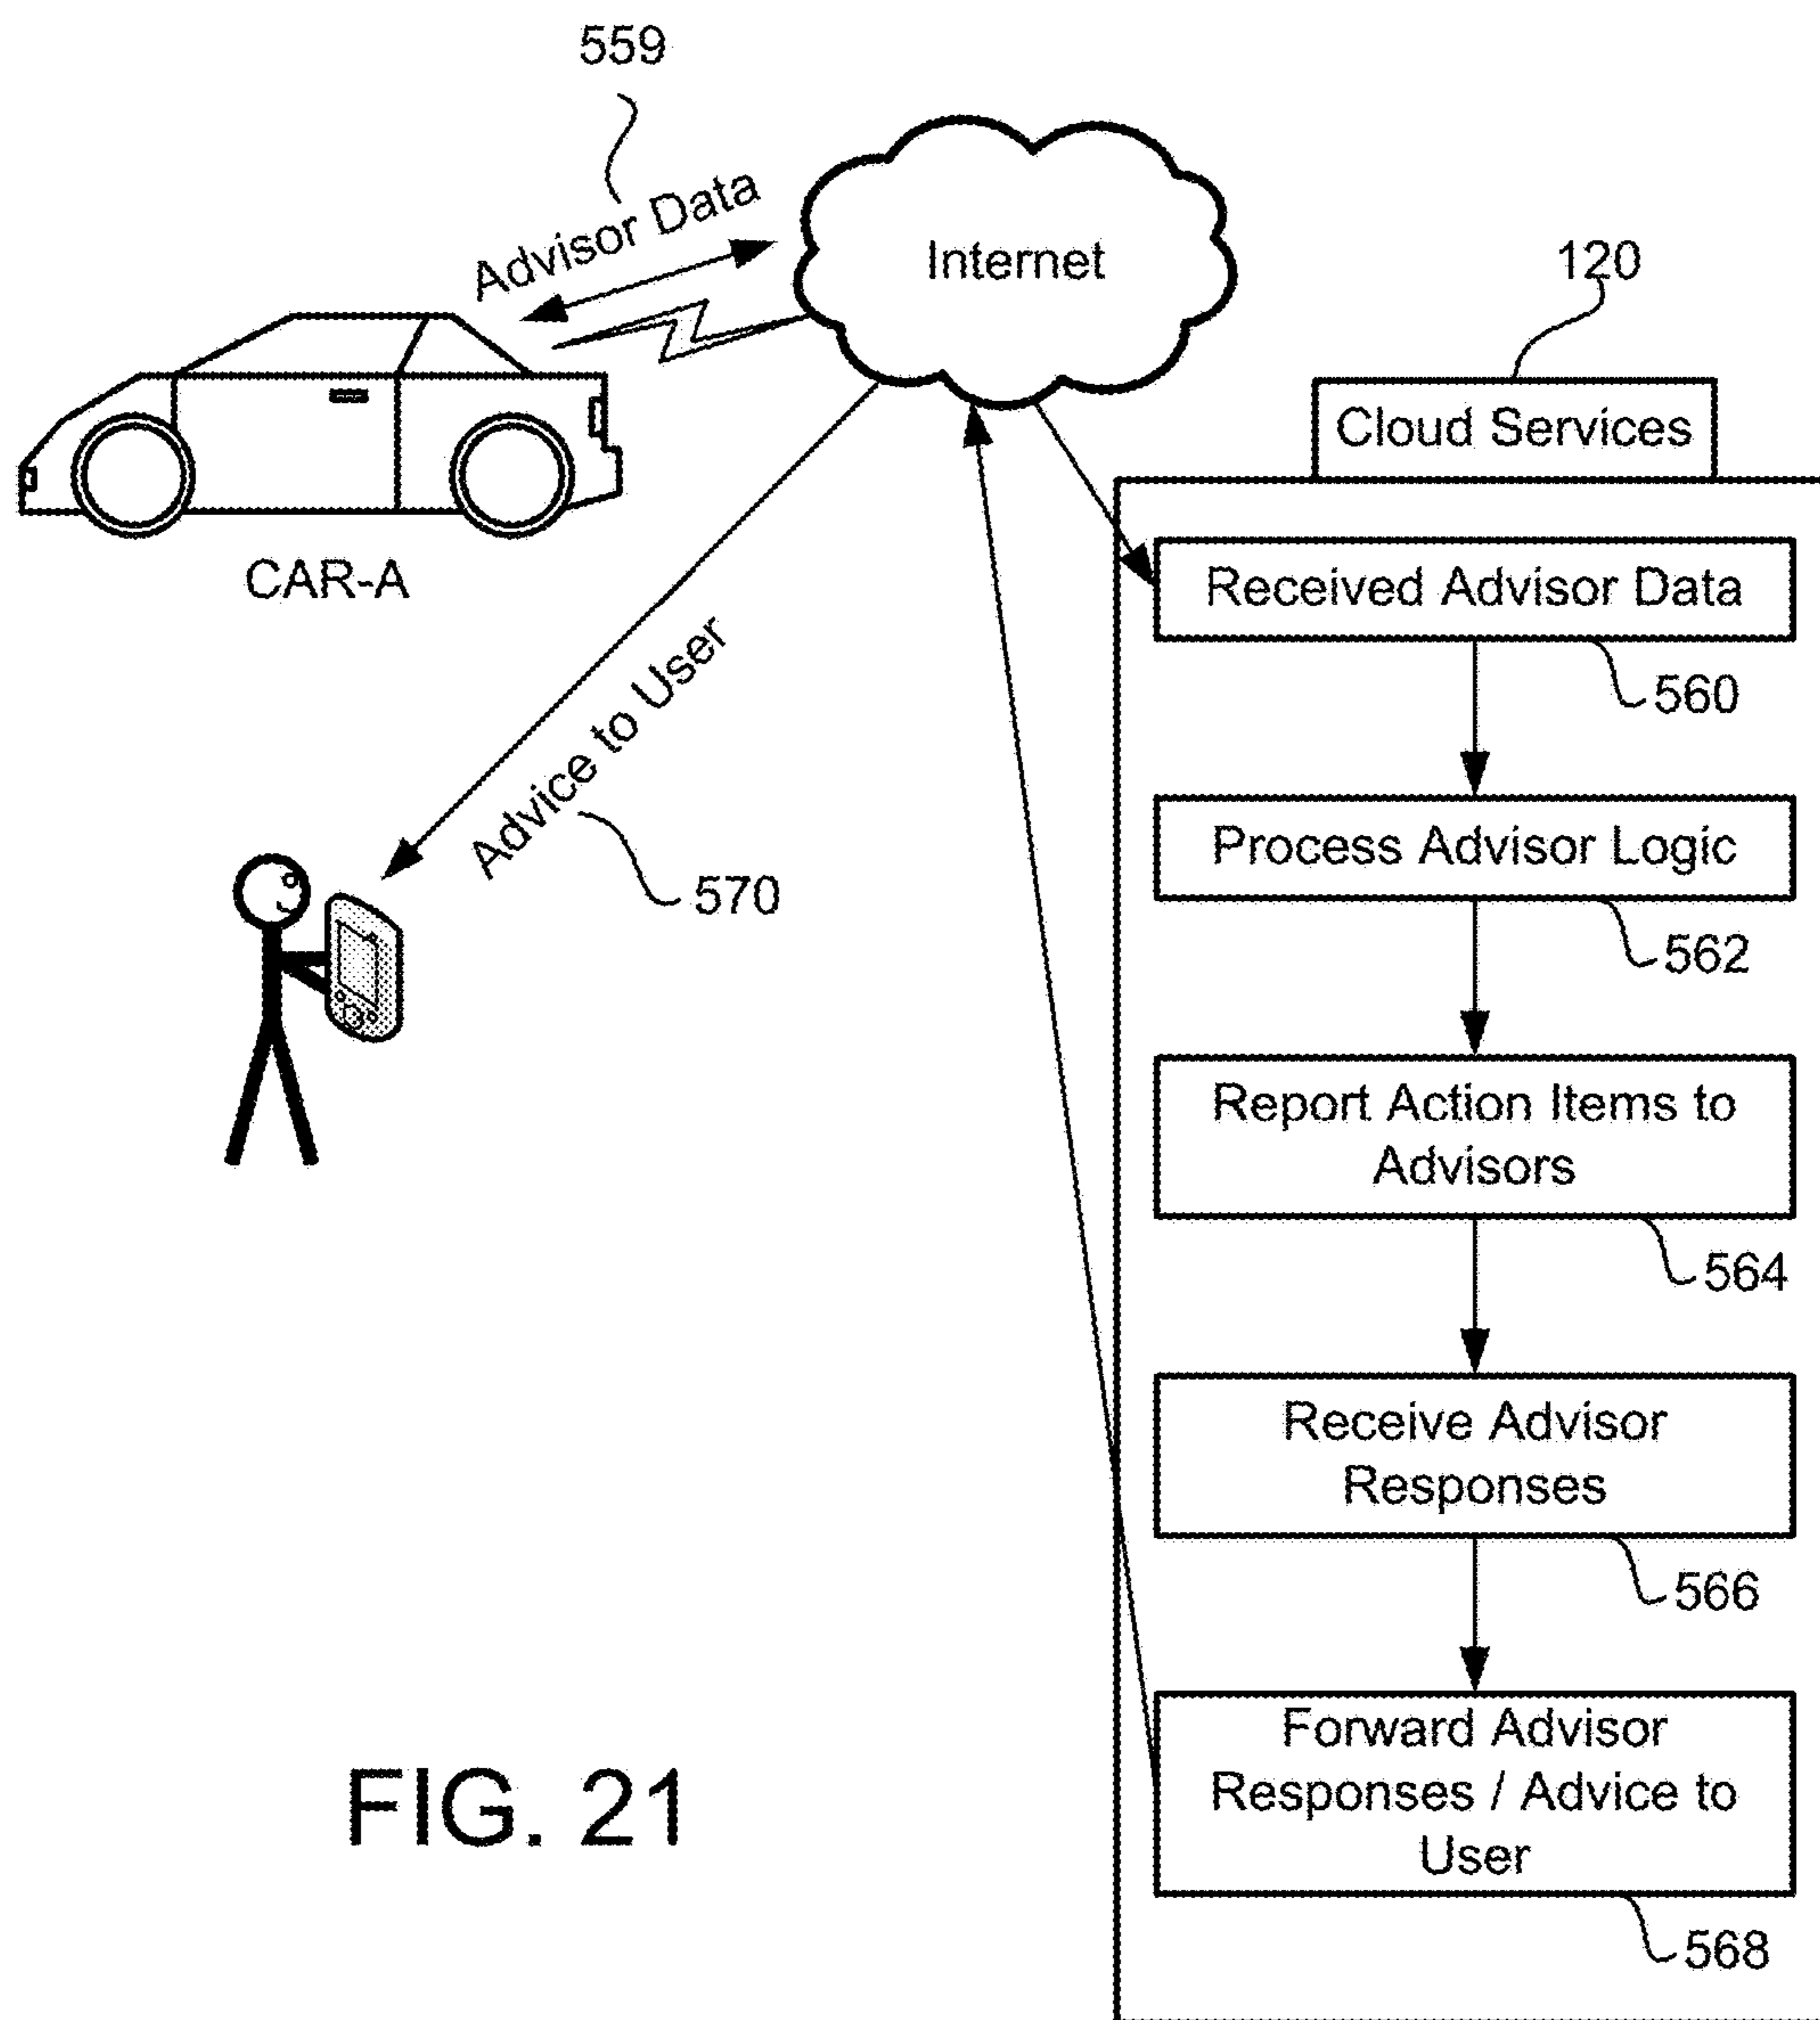 559
Advisor Data
Internet
120
Cloud Services
CAR-A
Received Advisor Data
560
Advice to User
570
Process Advisor Logic
562
Report Action Items to
Advisors
564
Receive Advisor
Responses
566
Forward Advisor
Responses / Advice to
User
568
FIG. 21